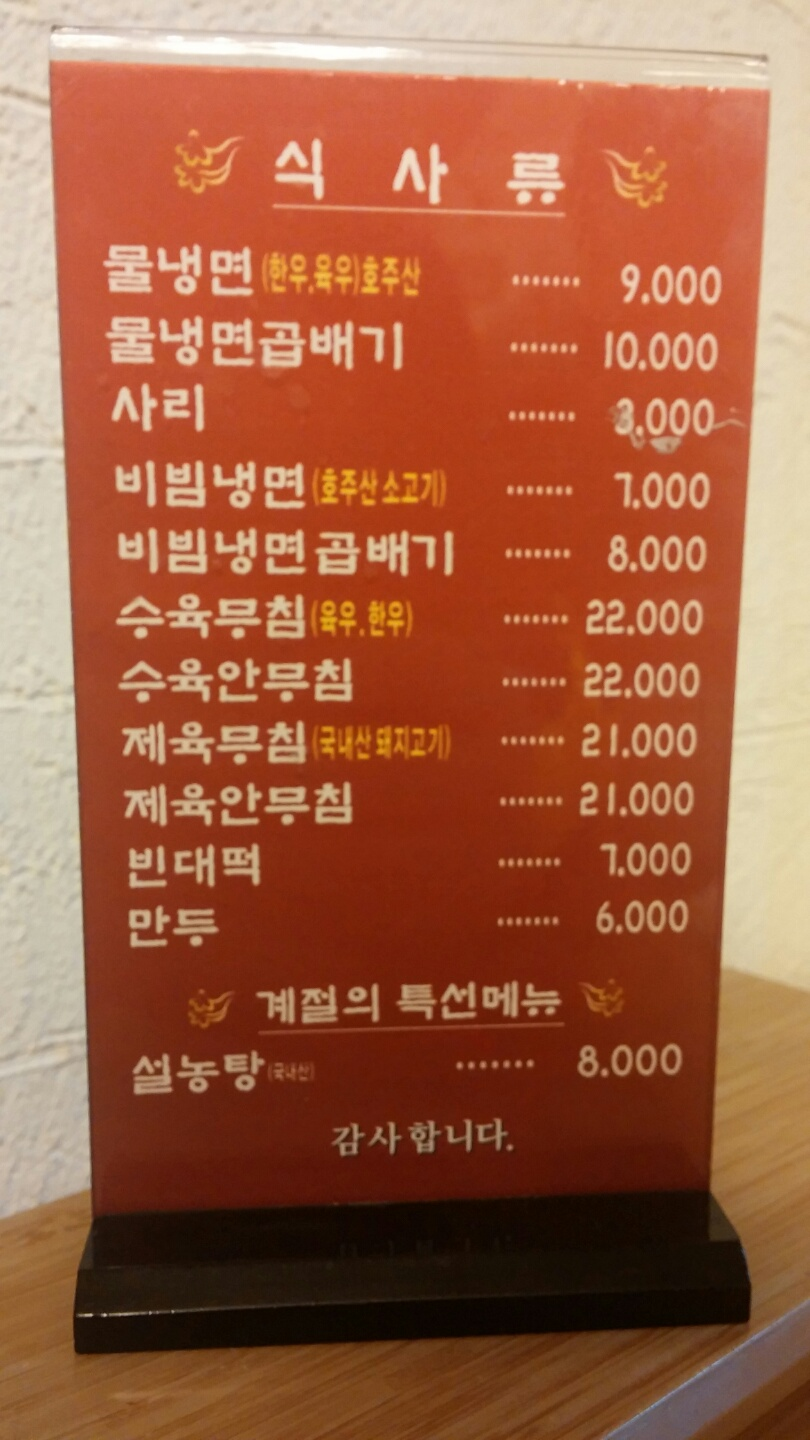 식 사 류
물냉면(한우,육우)호주산 ······· 9.000
물냉면곱배기 ······· 10.000
사리 ······· 3.000
비빔냉면(호주산 소고기) ······· 7.000
비빔냉면곱배기 ······· 8.000
수육무침(육우.한우) ······· 22.000
수육안무침 ······· 22.000
제육무침(국내산 돼지고기) ······· 21.000
제육안무침 ······· 21.000
빈대떡 ······· 7.000
만두 ······· 6.000
계절의 특선메뉴
설농탕(국내산) ········ 8.000
감사합니다.